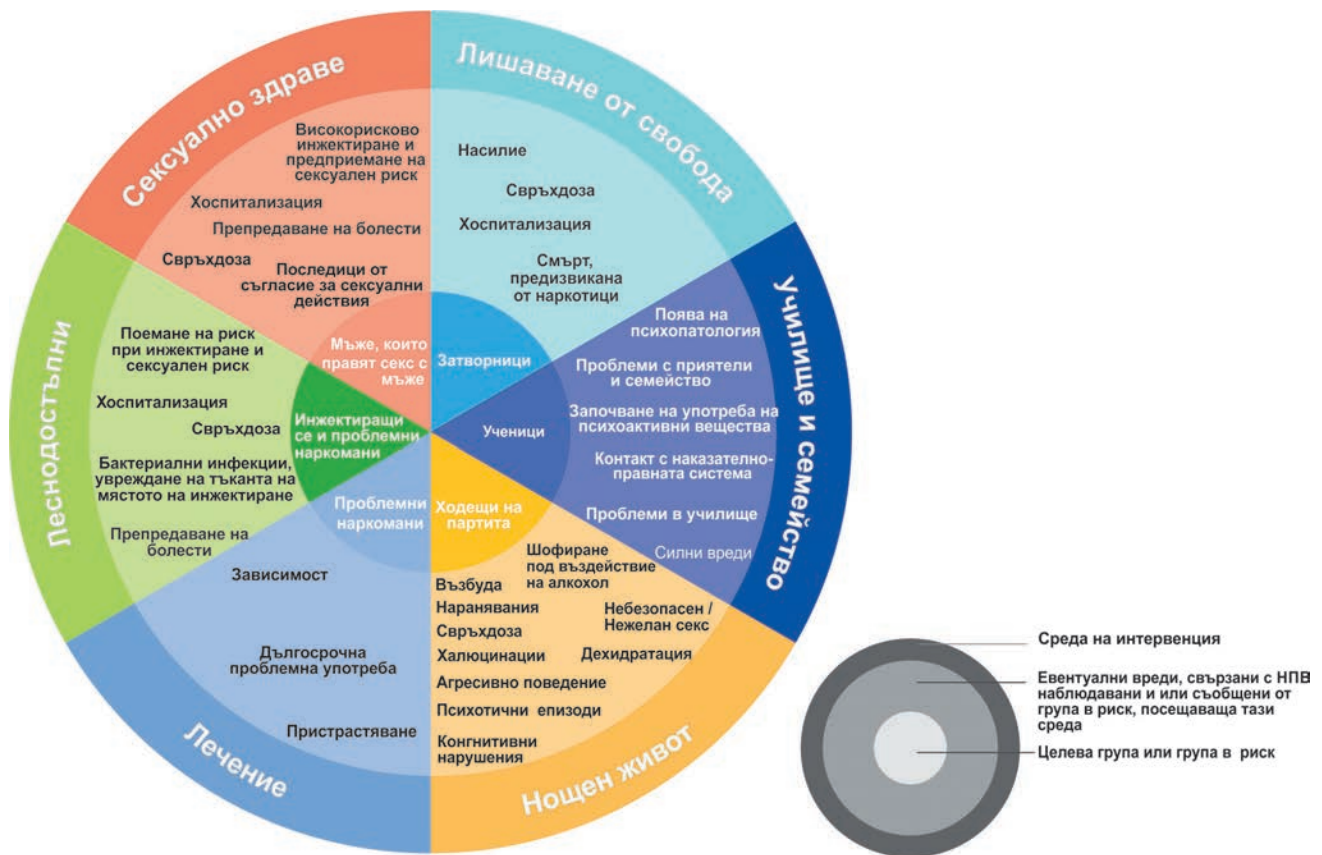 Сексуално здраве
Високорисково
инжектиране и
предприемане на
сексуален риск
Хоспитализация
Препредаване на болести
Свръхдоза
Последици от
съгласие за сексуални
действия
Мъже, които
правят секс с
мъже
Лишаване от свобода
Насилие
Свръхдоза
Хоспитализация
Смърт,
предизвикана
от наркотици
Затворници
Училище и семейство
Поява на
психопатология
Проблеми с приятели
и семейство
Започване на употреба на
психоактивни вещества
Контакт с наказателно-
правната система
Проблеми в училище
Силни вреди
Ученици
Нощен живот
Ходещи на
партита
Шофиране
под въздействие
на алкохол
Възбуда
Наранявания
Небезопасен /
Нежелан секс
Свръхдоза
Халюцинации
Дехидратация
Агресивно поведение
Психотични епизоди
Конгнитивни
нарушения
Лечение
Проблемни
наркомани
Зависимост
Дългосрочна
проблемна употреба
Пристрастяване
Леснодостъпни
Поемане на риск
при инжектиране и
сексуален риск
Хоспитализация
Свръхдоза
Бактериални инфекции,
увреждане на тъканта на
мястото на инжектиране
Препредаване на
болести
Инжектиращи
се и проблемни
наркомани
Среда на интервенция
Евентуални вреди, свързани с НПВ
наблюдавани и или съобщени от
група в риск, посещаваща тази
среда
Целева група или група в риск